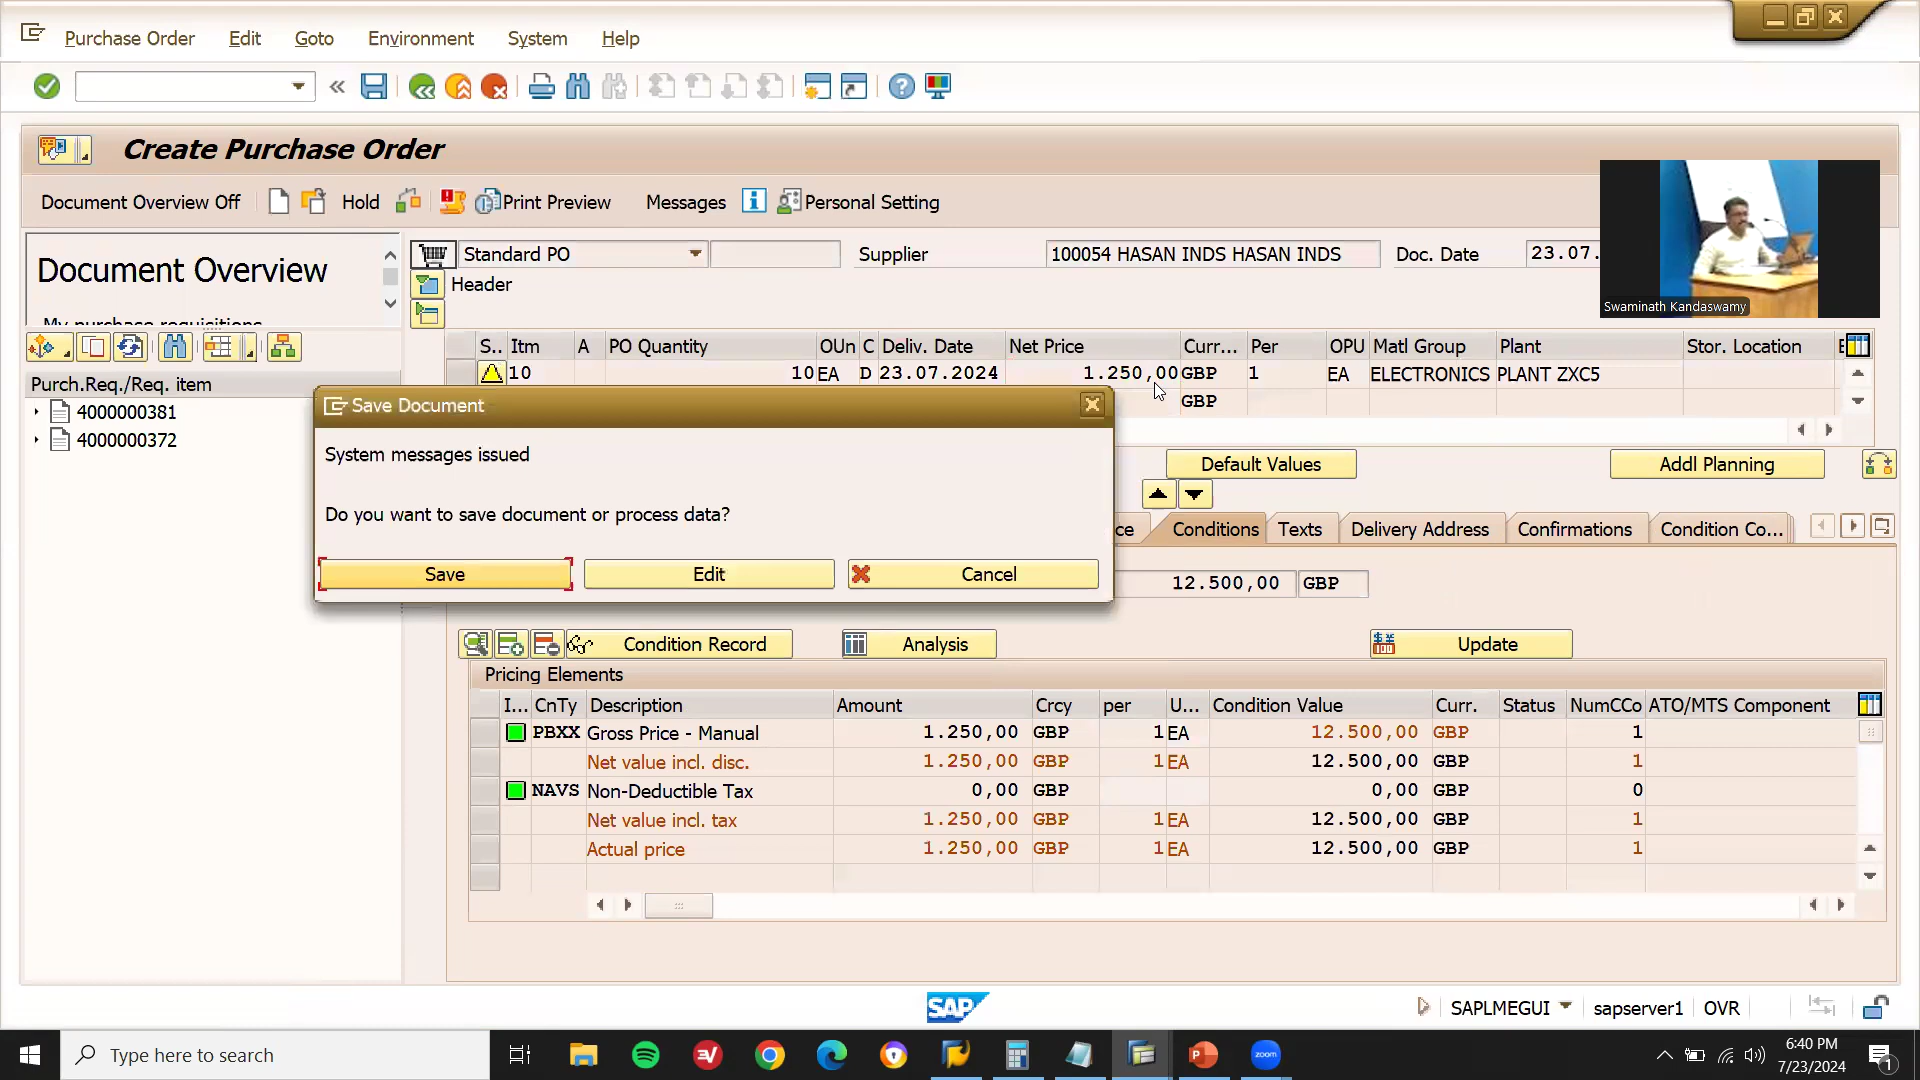 Purchase Order Edit Goto Environment System Help
Create Purchase Order
Document Overview Off Hold Print Preview Messages Personal Setting
Document Overview
Standard PO Supplier 100054 HASAN INDS HASAN INDS Doc. Date 23.07.
Header
Swaminath Kandaswamy
My purchase requisitions
S.. Itm A PO Quantity OUn C Deliv. Date Net Price Curr... Per OPU Matl Group Plant Stor. Location
10 10 EA D 23.07.2024 1.250,00 GBP 1 EA ELECTRONICS PLANT ZXC5
GBP
Purch.Req./Req. item
4000000381
4000000372
Save Document
System messages issued
Do you want to save document or process data?
Save Edit Cancel
Default Values Addl Planning
ce Conditions Texts Delivery Address Confirmations Condition Co...
12.500,00 GBP
Condition Record Analysis Update
Pricing Elements
I... CnTy Description Amount Crcy per U... Condition Value Curr. Status NumCCo ATO/MTS Component
PBXX Gross Price - Manual 1.250,00 GBP 1 EA 12.500,00 GBP 1
Net value incl. disc. 1.250,00 GBP 1 EA 12.500,00 GBP 1
NAVS Non-Deductible Tax 0,00 GBP 0,00 GBP 0
Net value incl. tax 1.250,00 GBP 1 EA 12.500,00 GBP 1
Actual price 1.250,00 GBP 1 EA 12.500,00 GBP 1
SAP
SAPLMEGUI sapserver1 OVR
Type here to search
zoom
6:40 PM
7/23/2024
1